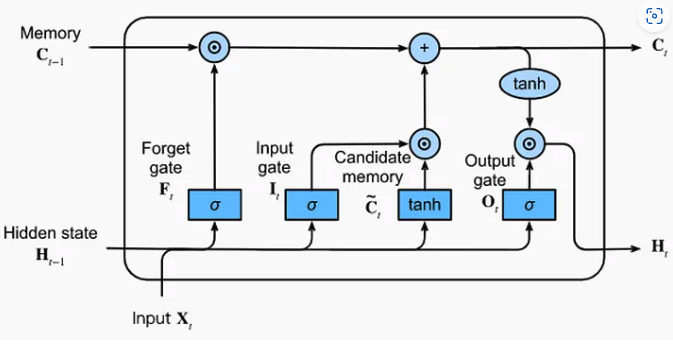 Memory
C_{t-1}
C_t
tanh
Forget
gate
F_t
Input
gate
I_t
Candidate
memory
C̃_t
Output
gate
O_t
σ
σ
tanh
σ
Hidden state
H_{t-1}
H_t
Input X_t